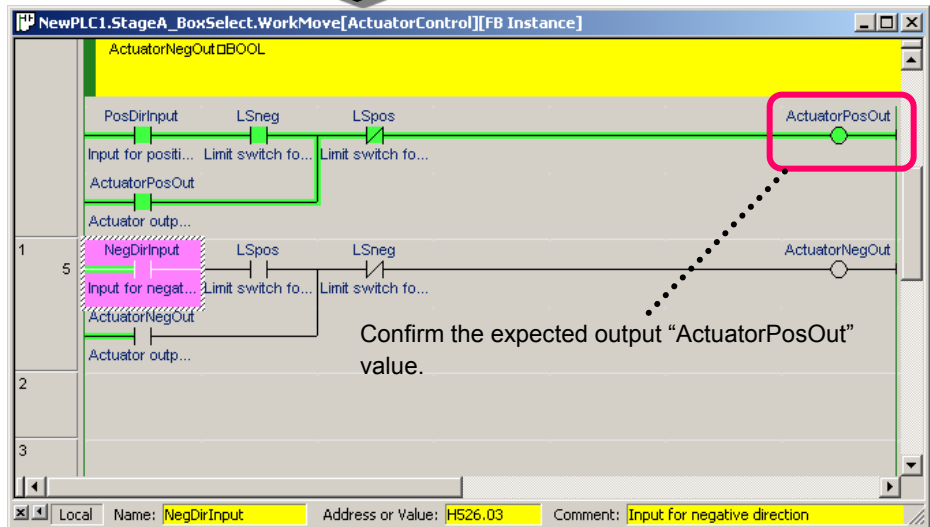 NewPLC1.StageA_BoxSelect.WorkMove[ActuatorControl][FB Instance]
ActuatorNegOut□BOOL
PosDirInput LSneg LSpos ActuatorPosOut
Input for positi... Limit switch fo... Limit switch fo...
ActuatorPosOut
Actuator outp...
1 NegDirInput LSpos LSneg ActuatorNegOut
5
Input for negat... Limit switch fo... Limit switch fo...
ActuatorNegOut
Actuator outp...
Confirm the expected output “ActuatorPosOut”
value.
2
3
Local Name: NegDirInput Address or Value: H526.03 Comment: Input for negative direction